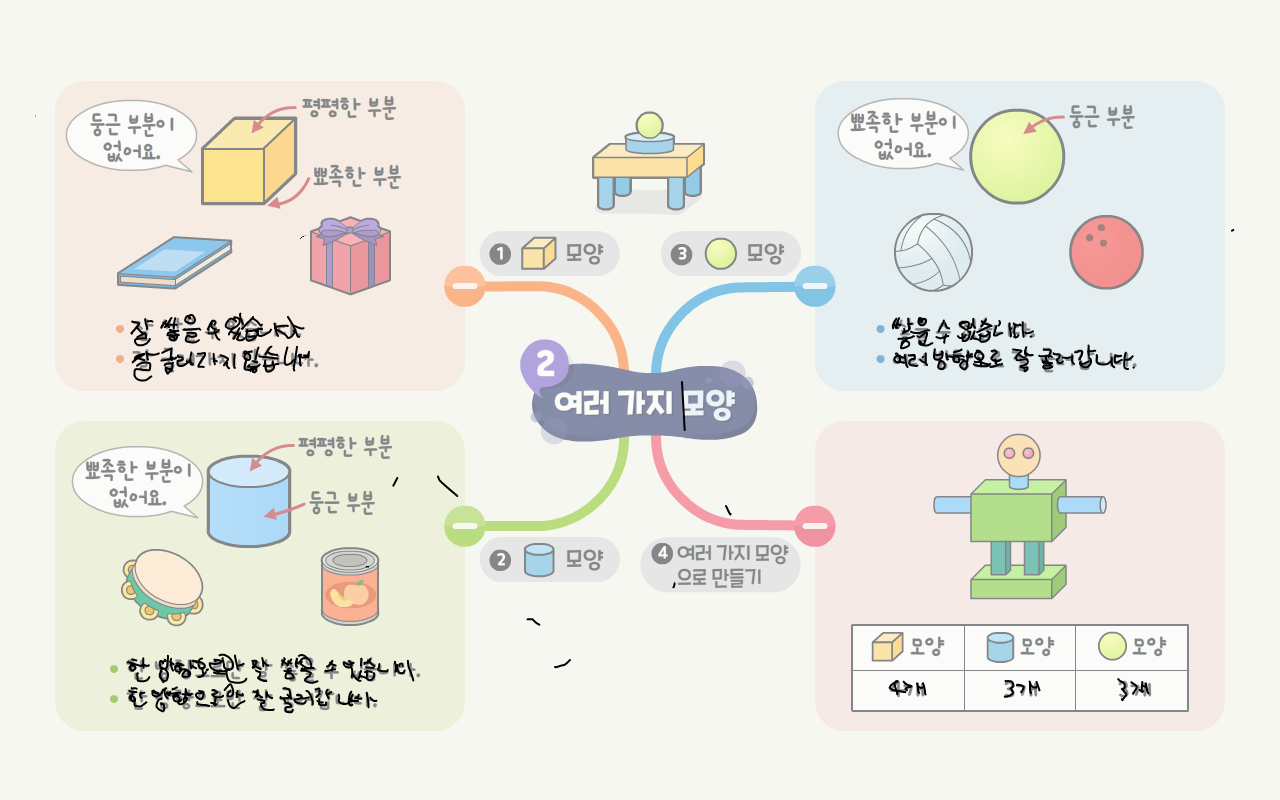 둥근 부분이
없어요.
평평한 부분
뾰족한 부분
잘 쌓을 수 있습니다
잘 굴러가지 않습니다.
1 모양
3 모양
뾰족한 부분이
없어요.
둥근 부분
쌓을 수 없습니다.
여러 방향으로 잘 굴러갑니다.
2
여러 가지 모양
뾰족한 부분이
없어요.
평평한 부분
둥근 부분
한 방향으로만 잘 쌓을 수 있습니다.
한 방향으로만 잘 굴러갑니다.
2 모양
4 여러 가지 모양
으로 만들기
모양 모양 모양
4개 3개 3개